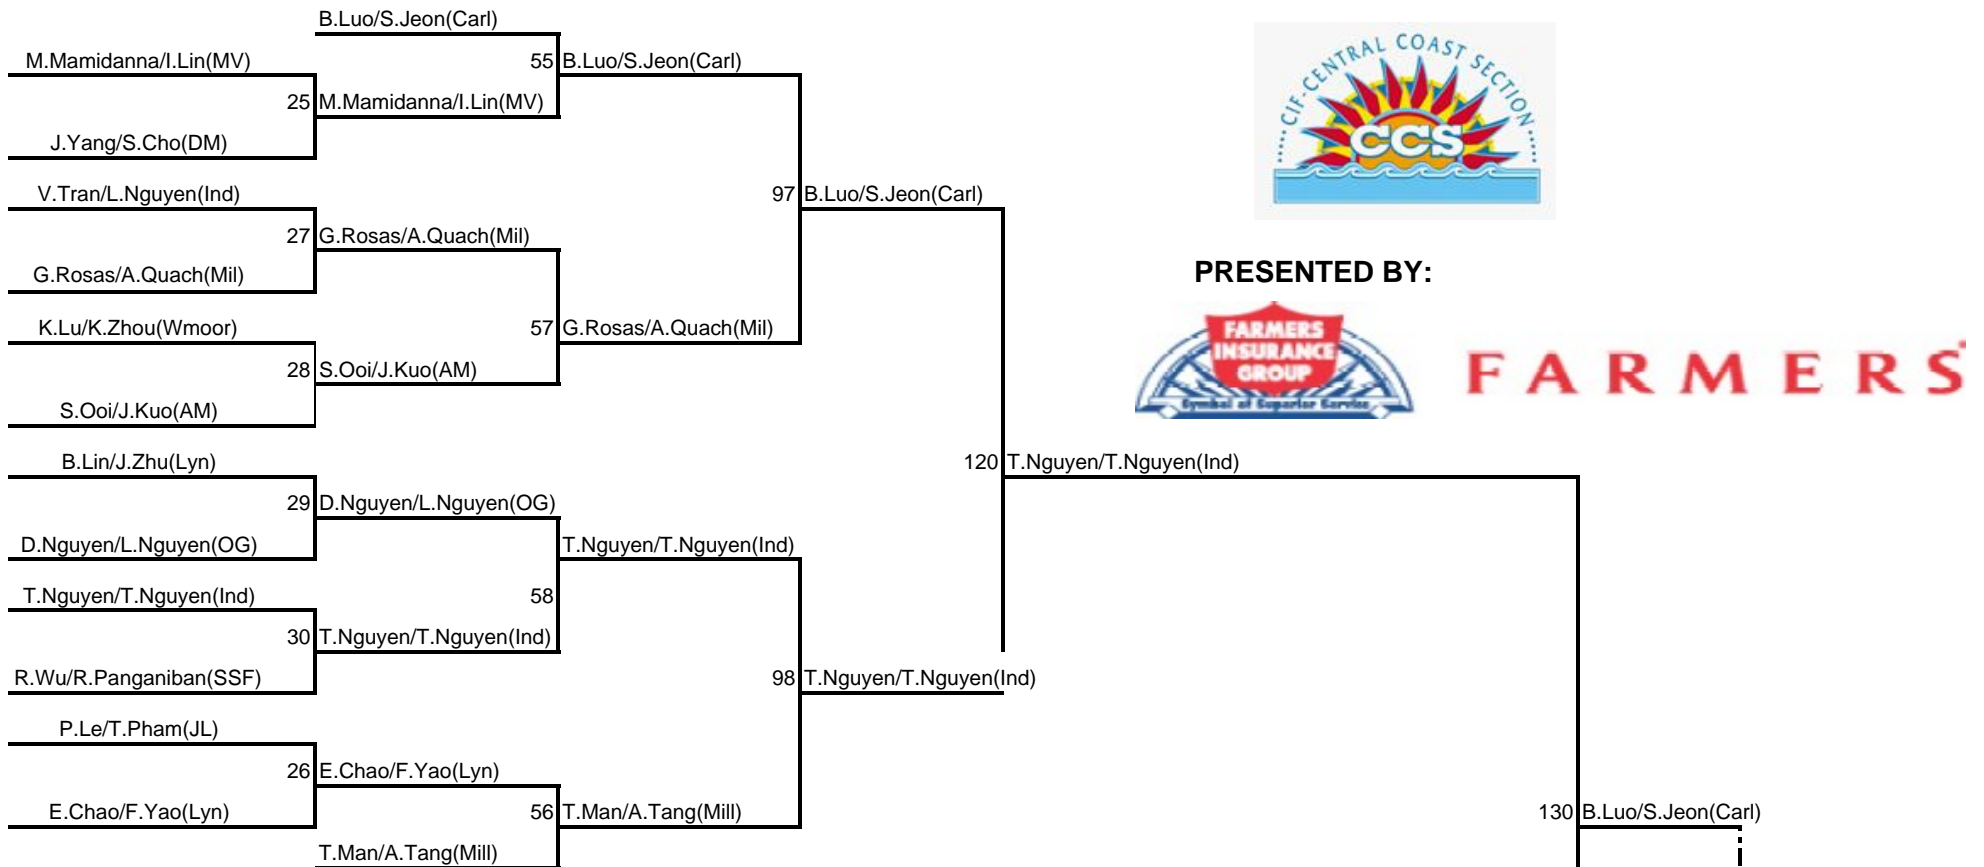 B.Luo/S.Jeon(Carl)
M.Mamidanna/I.Lin(MV)
55 B.Luo/S.Jeon(Carl)
25 M.Mamidanna/I.Lin(MV)
J.Yang/S.Cho(DM)
V.Tran/L.Nguyen(Ind)
97 B.Luo/S.Jeon(Carl)
27 G.Rosas/A.Quach(Mil)
G.Rosas/A.Quach(Mil)
K.Lu/K.Zhou(Wmoor)
57 G.Rosas/A.Quach(Mil)
28 S.Ooi/J.Kuo(AM)
S.Ooi/J.Kuo(AM)
B.Lin/J.Zhu(Lyn)
120 T.Nguyen/T.Nguyen(Ind)
29 D.Nguyen/L.Nguyen(OG)
D.Nguyen/L.Nguyen(OG)
T.Nguyen/T.Nguyen(Ind)
T.Nguyen/T.Nguyen(Ind)
58
30 T.Nguyen/T.Nguyen(Ind)
R.Wu/R.Panganiban(SSF)
98 T.Nguyen/T.Nguyen(Ind)
P.Le/T.Pham(JL)
26 E.Chao/F.Yao(Lyn)
E.Chao/F.Yao(Lyn)
56 T.Man/A.Tang(Mill)
130 B.Luo/S.Jeon(Carl)
T.Man/A.Tang(Mill)
CIF-CENTRAL COAST SECTION
CCS
PRESENTED BY:
FARMERS
INSURANCE
GROUP
Symbol of Superior Service
FARMERS